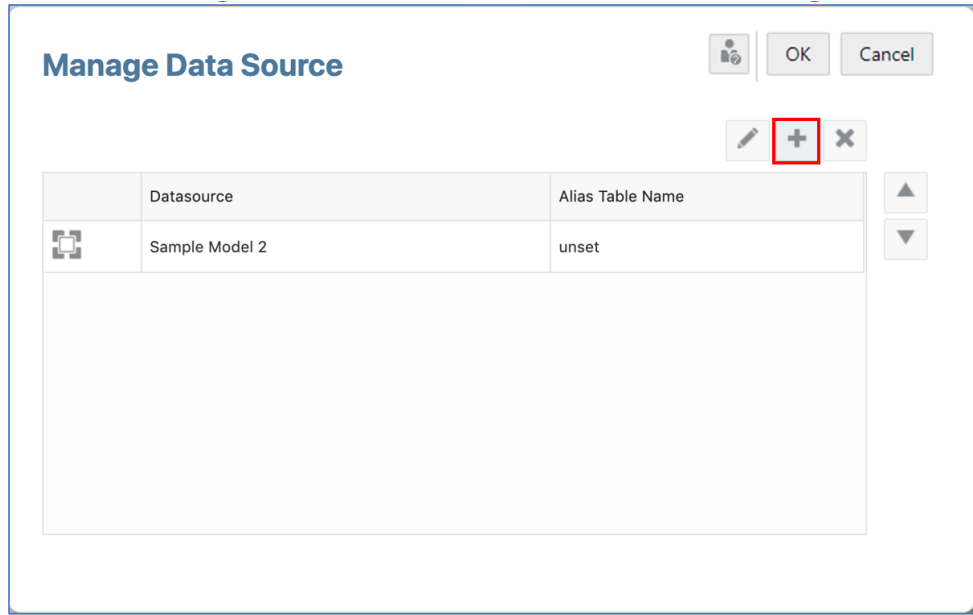 Manage Data Source
OK
Cancel
Datasource
Alias Table Name
Sample Model 2
unset